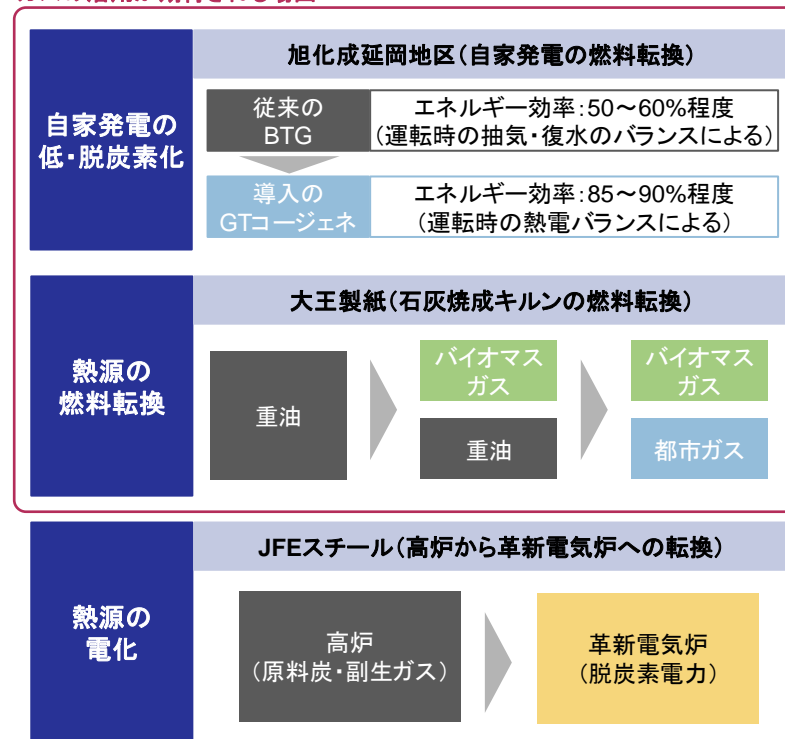 旭化成延岡地区(自家発電の燃料転換)
自家発電の
低・脱炭素化
従来の
BTG
エネルギー効率:50～60%程度
(運転時の抽気・復水のバランスによる)
導入の
GTコージェネ
エネルギー効率:85～90%程度
(運転時の熱電バランスによる)
大王製紙(石灰焼成キルンの燃料転換)
熱源の
燃料転換
重油
バイオマス
ガス
重油
バイオマス
ガス
都市ガス
JFEスチール(高炉から革新電気炉への転換)
熱源の
電化
高炉
(原料炭・副生ガス)
革新電気炉
(脱炭素電力)